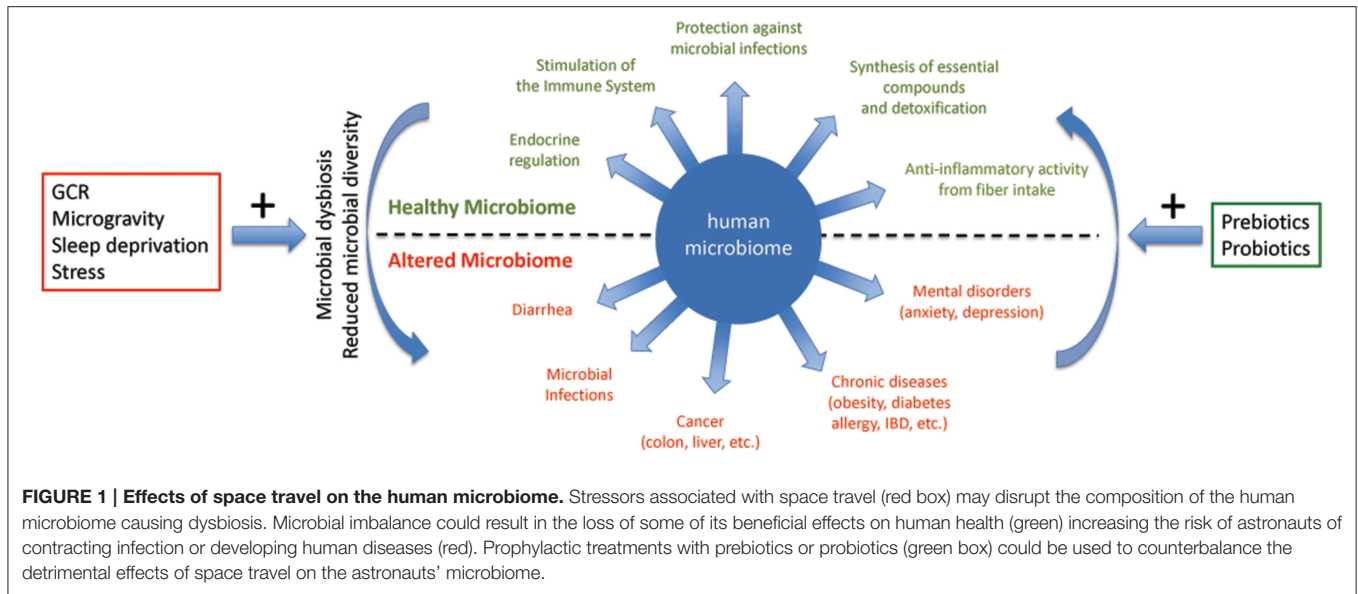 GCR
Microgravity
Sleep deprivation
Stress
+
Microbial dysbiosis
Reduced microbial diversity
Healthy Microbiome
Altered Microbiome
Endocrine
regulation
Stimulation of
the Immune System
Protection against
microbial infections
Synthesis of essential
compounds
and detoxification
Anti-inflammatory activity
from fiber intake
human
microbiome
Diarrhea
Microbial
Infections
Cancer
(colon, liver, etc.)
Chronic diseases
(obesity, diabetes
allergy, IBD, etc.)
Mental disorders
(anxiety, depression)
+
Prebiotics
Probiotics
FIGURE 1 | Effects of space travel on the human microbiome. Stressors associated with space travel (red box) may disrupt the composition of the human
microbiome causing dysbiosis. Microbial imbalance could result in the loss of some of its beneficial effects on human health (green) increasing the risk of astronauts of
contracting infection or developing human diseases (red). Prophylactic treatments with prebiotics or probiotics (green box) could be used to counterbalance the
detrimental effects of space travel on the astronauts' microbiome.